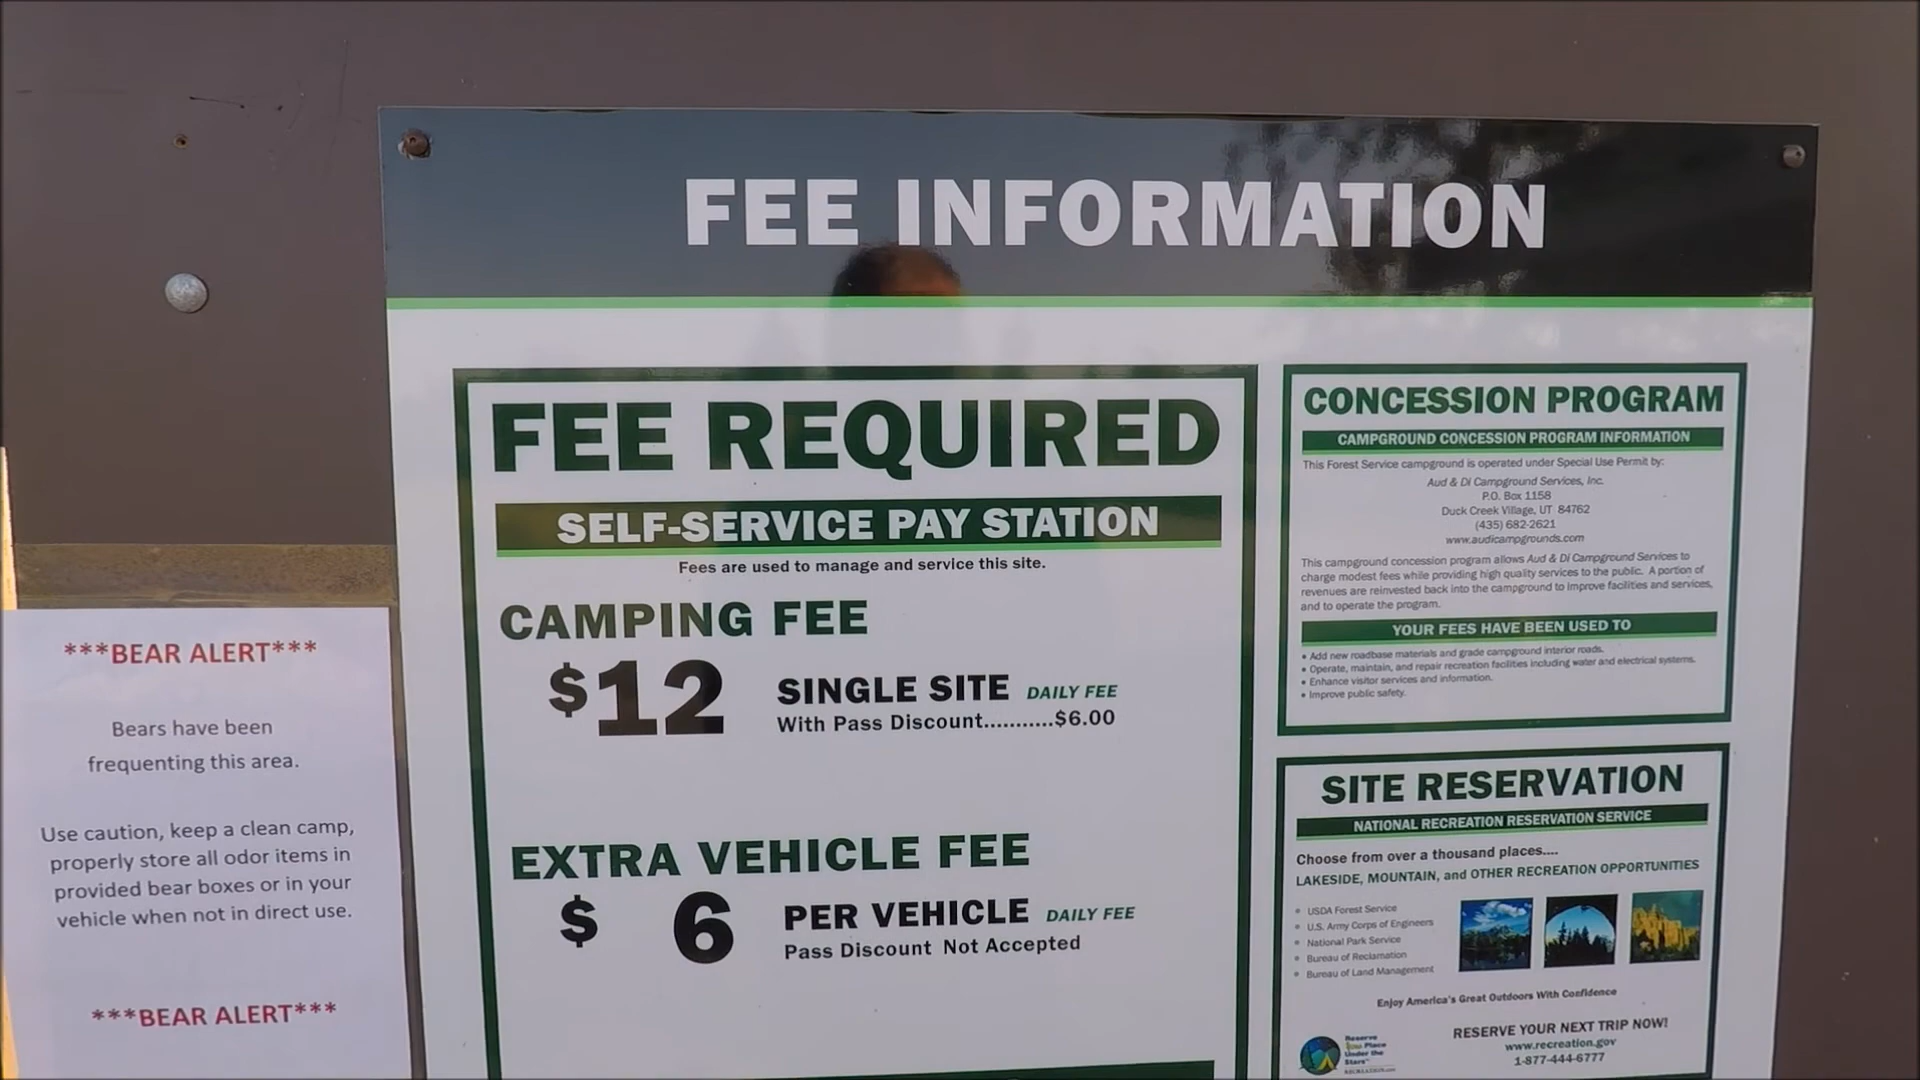 FEE INFORMATION
FEE REQUIRED
SELF-SERVICE PAY STATION
Fees are used to manage and service this site.
CAMPING FEE
$12 SINGLE SITE DAILY FEE
With Pass Discount...........$6.00
EXTRA VEHICLE FEE
$ 6 PER VEHICLE DAILY FEE
Pass Discount Not Accepted
CONCESSION PROGRAM
CAMPGROUND CONCESSION PROGRAM INFORMATION
This Forest Service campground is operated under Special Use Permit by:
Aud & Di Campground Services, Inc.
P.O. Box 1158
Duck Creek Village, UT 84762
(435) 682-2621
www.audicampgrounds.com
This campground concession program allows Aud & Di Campground Services to
charge modest fees while providing high quality services to the public. A portion of
revenues are reinvested back into the campground to improve facilities and services,
and to operate the program.
YOUR FEES HAVE BEEN USED TO
• Add new roadbase materials and grade campground interior roads.
• Operate, maintain, and repair recreation facilities including water and electrical systems.
• Enhance visitor services and information.
• Improve public safety.
SITE RESERVATION
NATIONAL RECREATION RESERVATION SERVICE
Choose from over a thousand places....
LAKESIDE, MOUNTAIN, and OTHER RECREATION OPPORTUNITIES
• USDA Forest Service
• U.S. Army Corps of Engineers
• National Park Service
• Bureau of Reclamation
• Bureau of Land Management
Enjoy America's Great Outdoors With Confidence
Reserve
Your Place
Under the
Stars
RESERVE YOUR NEXT TRIP NOW!
www.recreation.gov
1-877-444-6777
***BEAR ALERT***
Bears have been
frequenting this area.
Use caution, keep a clean camp,
properly store all odor items in
provided bear boxes or in your
vehicle when not in direct use.
***BEAR ALERT***